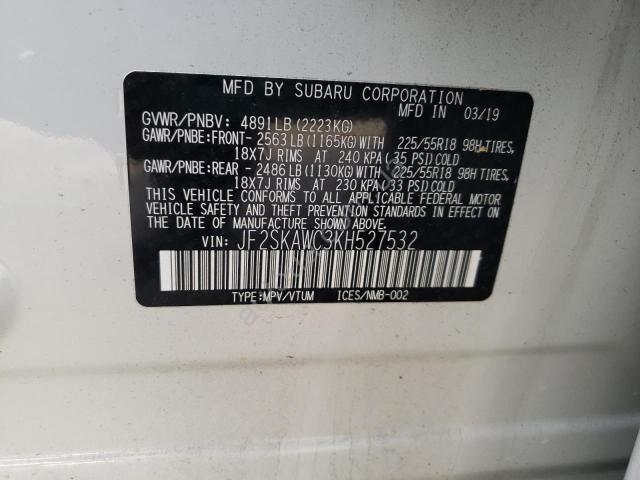 MFD BY SUBARU CORPORATION
MFD IN 03/19
GVWR/PNBV: 4891LB(2223KG)
GAWR/PNBE:FRONT-2563LB(1165KG)WITH 225/55R18 98H TIRES,
18X7J RIMS AT 240 KPA(35 PSI)COLD
GAWR/PNBE:REAR -2486LB(1130KG)WITH 225/55R18 98H TIRES,
18X7J RIMS AT 230 KPA(33 PSI)COLD
THIS VEHICLE CONFORMS TO ALL APPLICABLE FEDERAL MOTOR
VEHICLE SAFETY AND THEFT PREVENTION STANDARDS IN EFFECT
ON THE DATE OF MANUFACTURE SHOWN ABOVE.
VIN: JF2SKAWC3KH527532
TYPE:MPV/VTUM ICES/NMB-002